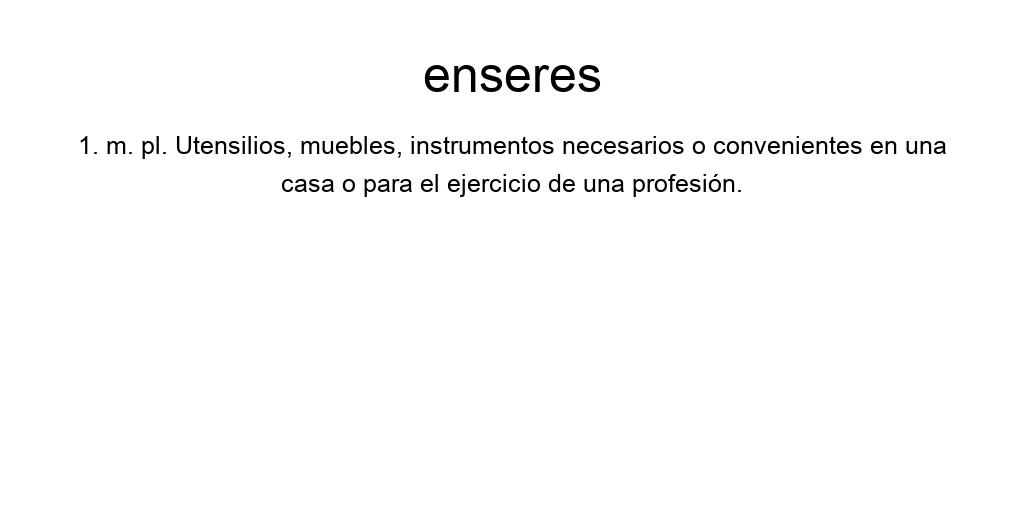 enseres
1. m. pl. Utensilios, muebles, instrumentos necesarios o convenientes en una
casa o para el ejercicio de una profesión.